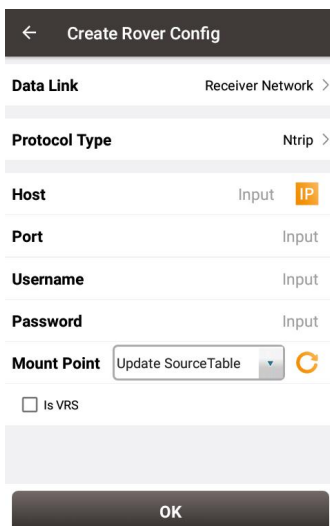 Create Rover Config
Data Link Receiver Network
Protocol Type Ntrip
Host Input IP
Port Input
Username Input
Password Input
Mount Point Update SourceTable
Is VRS
OK